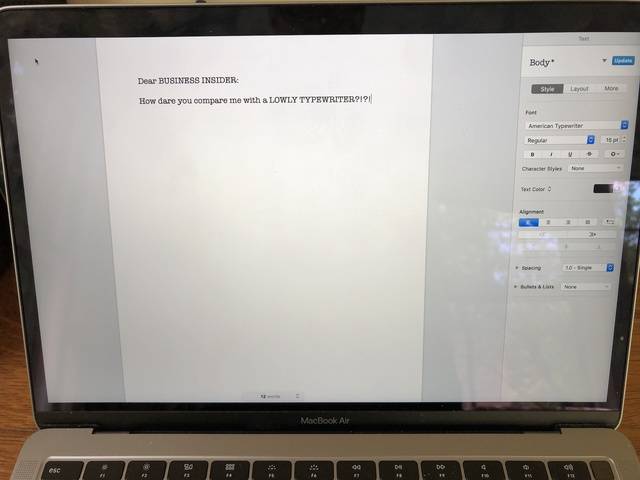 Text
Body*
Update
Dear BUSINESS INSIDER:
How dare you compare me with a LOWLY TYPEWRITER?!?!
Style Layout More
Font
American Typewriter
Regular 15 pt
B I U S
Character Styles None
Text Color
Alignment
Spacing 1.0 - Single
Bullets & Lists None
12 words
MacBook Air
esc F1 F2 F3 F4 F5 F6 F7 F8 F9 F10 F11 F12